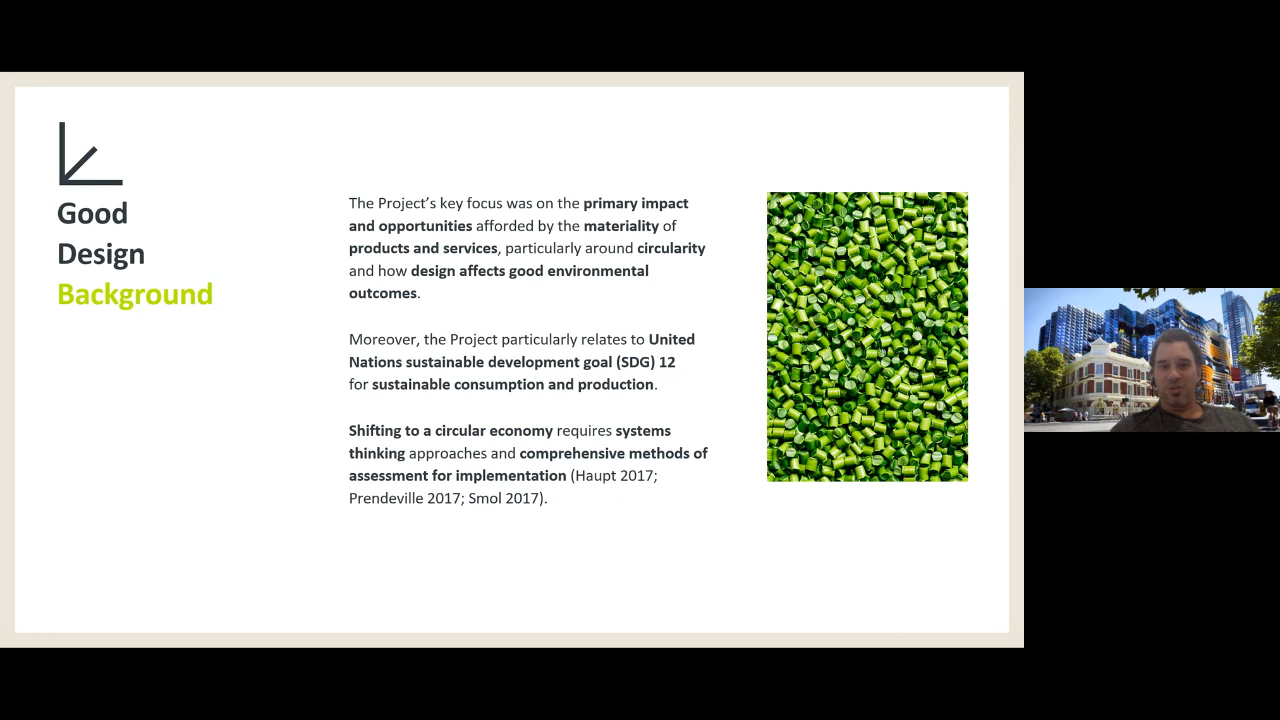 Good
Design
Background
The Project’s key focus was on the primary impact
and opportunities afforded by the materiality of
products and services, particularly around circularity
and how design affects good environmental
outcomes.
Moreover, the Project particularly relates to United
Nations sustainable development goal (SDG) 12
for sustainable consumption and production.
Shifting to a circular economy requires systems
thinking approaches and comprehensive methods of
assessment for implementation (Haupt 2017;
Prendeville 2017; Smol 2017).